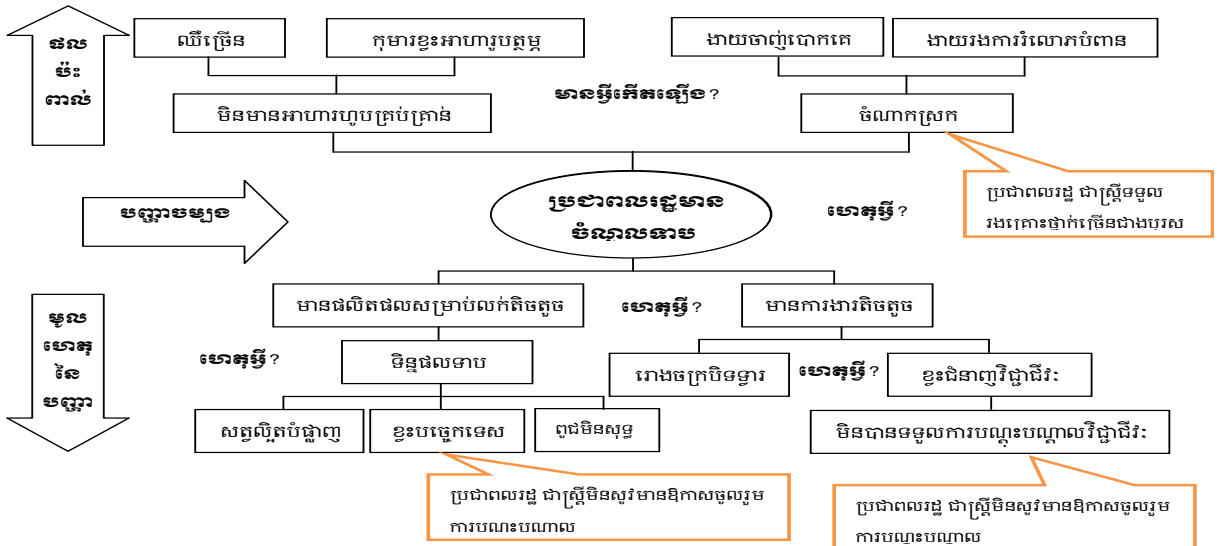 ផល
ប៉ះ
ពាល់
ឈឺច្រើន
កុមារខ្វះអាហារូបត្ថម្ភ
ងាយចាញ់បោកគេ
ងាយរងការរំលោភបំពាន
មានអ្វីកើតឡើង?
មិនមានអាហារហូបគ្រប់គ្រាន់
ចំណាកស្រុក
ប្រជាពលរដ្ឋ ជាស្ត្រីទទួល
រងគ្រោះថ្នាក់ច្រើនជាងបុរស
បញ្ហាចម្បង
ប្រជាពលរដ្ឋមាន
ចំណូលទាប
ហេតុអ្វី?
មូល
ហេតុ
នៃ
បញ្ហា
មានផលិតផលសម្រាប់លក់តិចតួច
ហេតុអ្វី?
មានការងារតិចតួច
ហេតុអ្វី?
ទិន្នផលទាប
រោងចក្របិទទ្វារ
ហេតុអ្វី?
ខ្វះជំនាញវិជ្ជាជីវៈ
សត្វល្អិតបំផ្លាញ
ខ្វះបច្ចេកទេស
ពូជមិនសុទ្ធ
មិនបានទទួលការបណ្តុះបណ្តាលវិជ្ជាជីវៈ
ប្រជាពលរដ្ឋ ជាស្ត្រីមិនសូវមានឱកាសចូលរួម
ការបណ្តុះបណ្តាល
ប្រជាពលរដ្ឋ ជាស្ត្រីមិនសូវមានឱកាសចូលរួម
ការបណ្តុះបណ្តាល